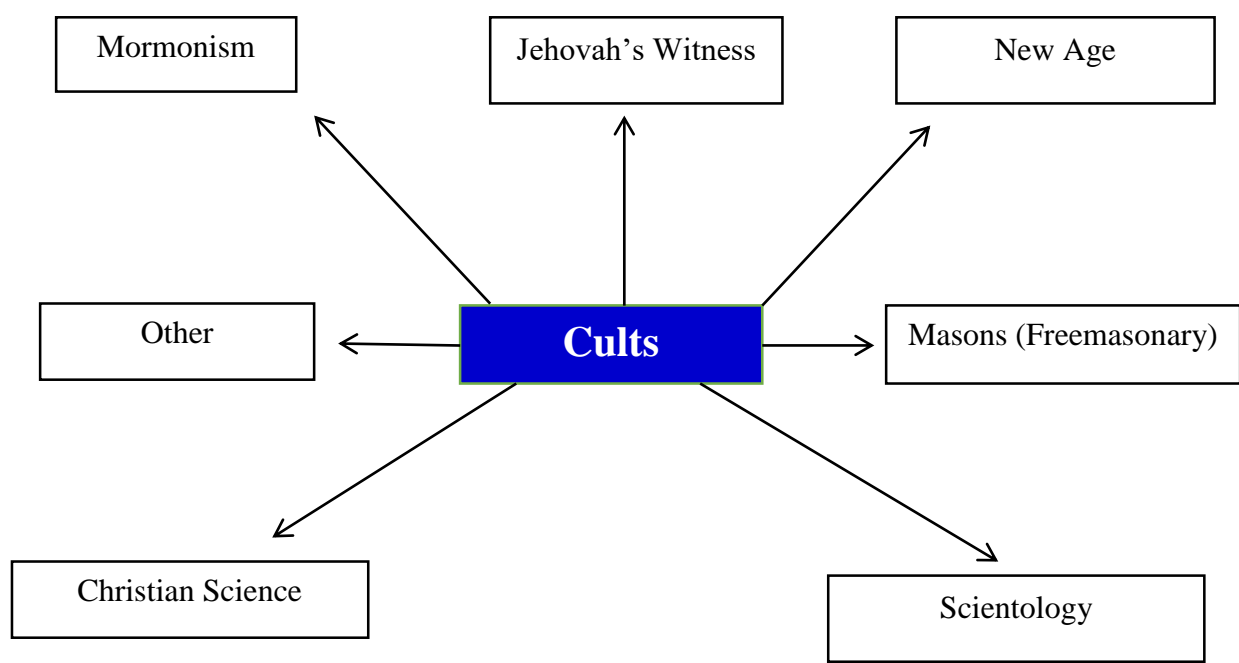 Mormonism
Jehovah’s Witness
New Age
Other
Cults
Masons (Freemasonary)
Christian Science
Scientology